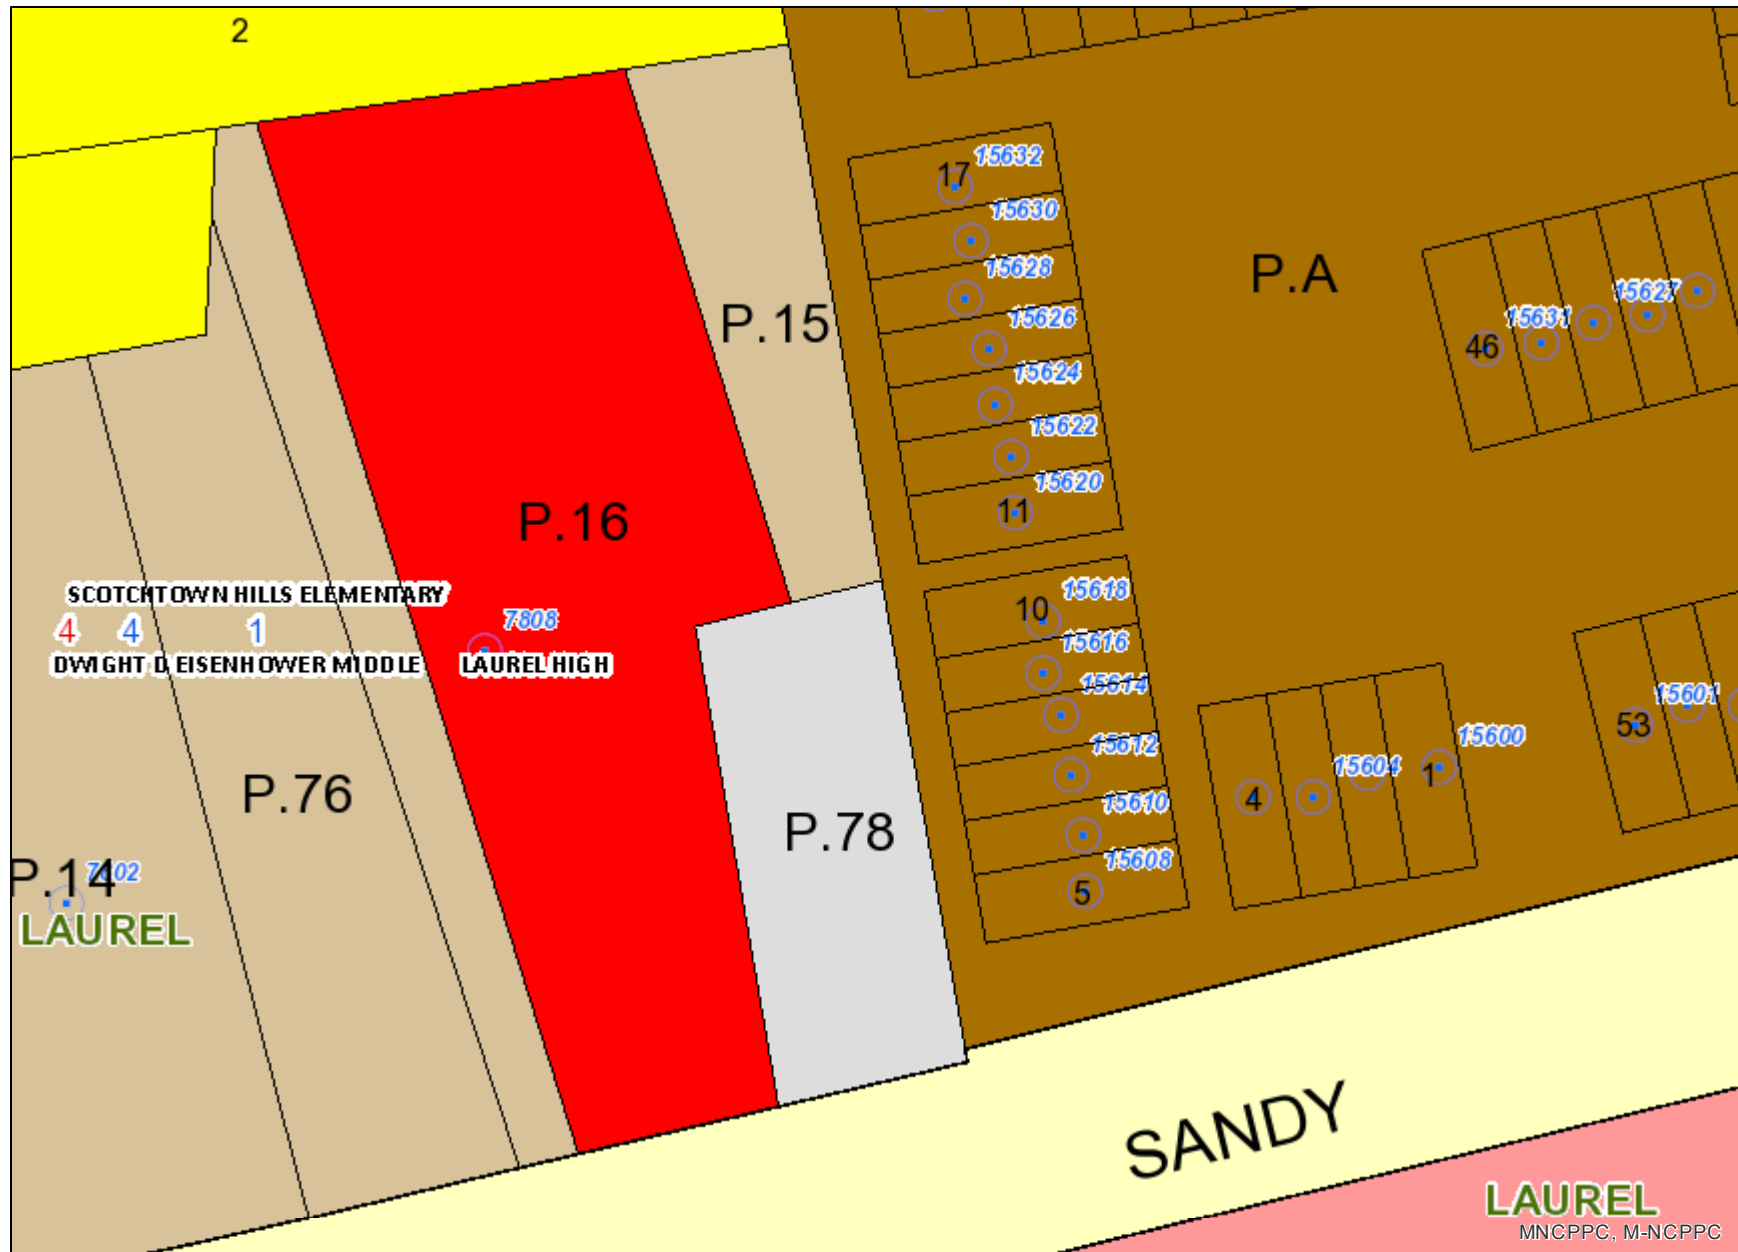 2
17 15632
15630
15628
15626
15624
15622
11 15620
P.A
15627
15631
46
P.15
P.16
SCOTCHTOWN HILLS ELEMENTARY
4 4 1
7808
DWIGHT D EISENHOWER MIDDLE
LAUREL HIGH
10 15618
15616
15614
15612
15610
5 15608
4
15604
1 15600
53 15601
P.76
P.78
P.14 7802
LAUREL
SANDY
LAUREL
MNCPPC, M-NCPPC